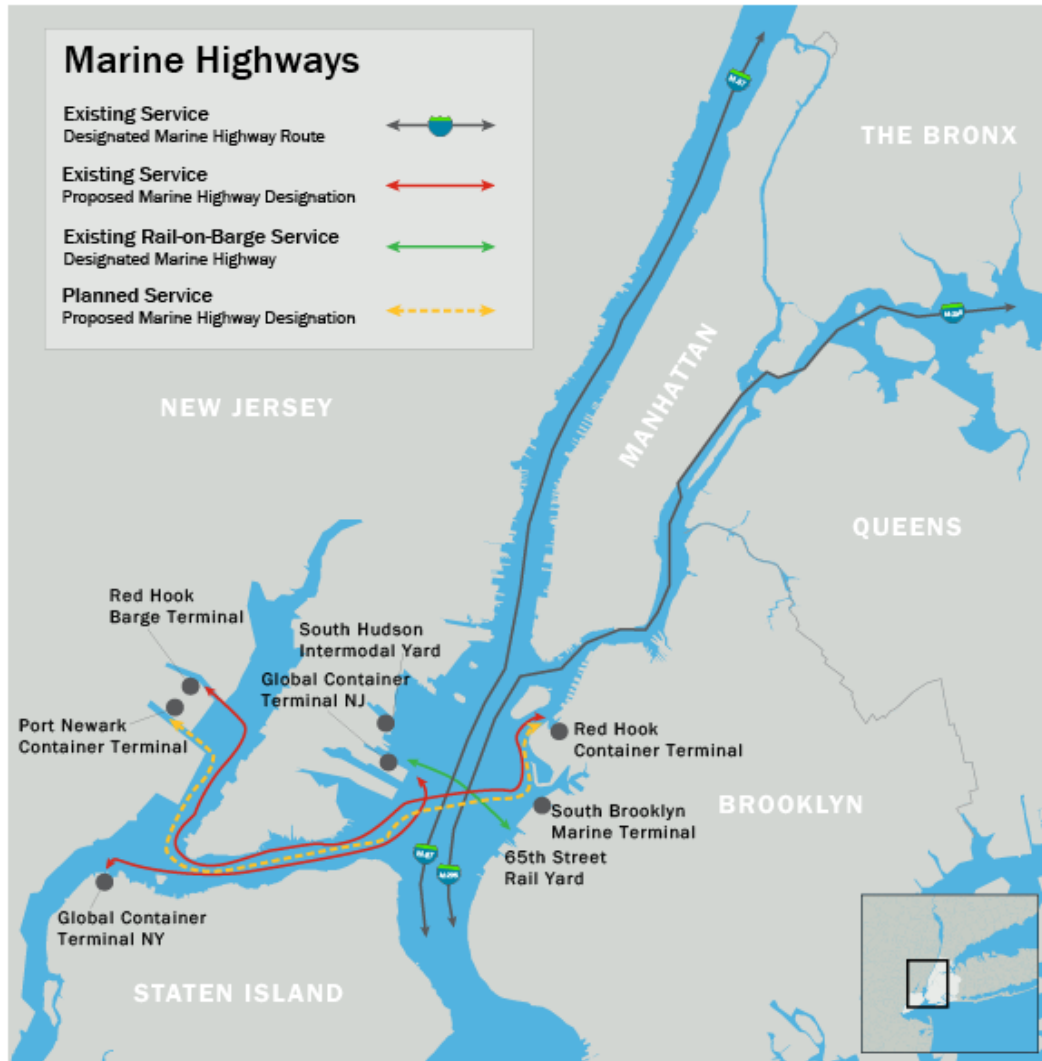 Marine Highways
Existing Service
Designated Marine Highway Route
Existing Service
Proposed Marine Highway Designation
Existing Rail-on-Barge Service
Designated Marine Highway
Planned Service
Proposed Marine Highway Designation
M-87
THE BRONX
NEW JERSEY
MANHATTAN
QUEENS
Red Hook
Barge Terminal
South Hudson
Intermodal Yard
Global Container
Terminal NJ
Port Newark
Container Terminal
Red Hook
Container Terminal
BROOKLYN
South Brooklyn
Marine Terminal
M-87
65th Street
Rail Yard
M-295
Global Container
Terminal NY
STATEN ISLAND